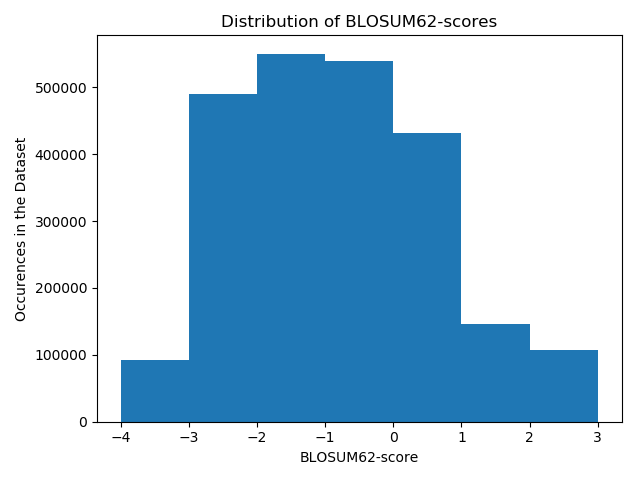 Distribution of BLOSUM62-scores
Occurences in the Dataset
500000
400000
300000
200000
100000
0
−4 −3 −2 −1 0 1 2 3
BLOSUM62-score